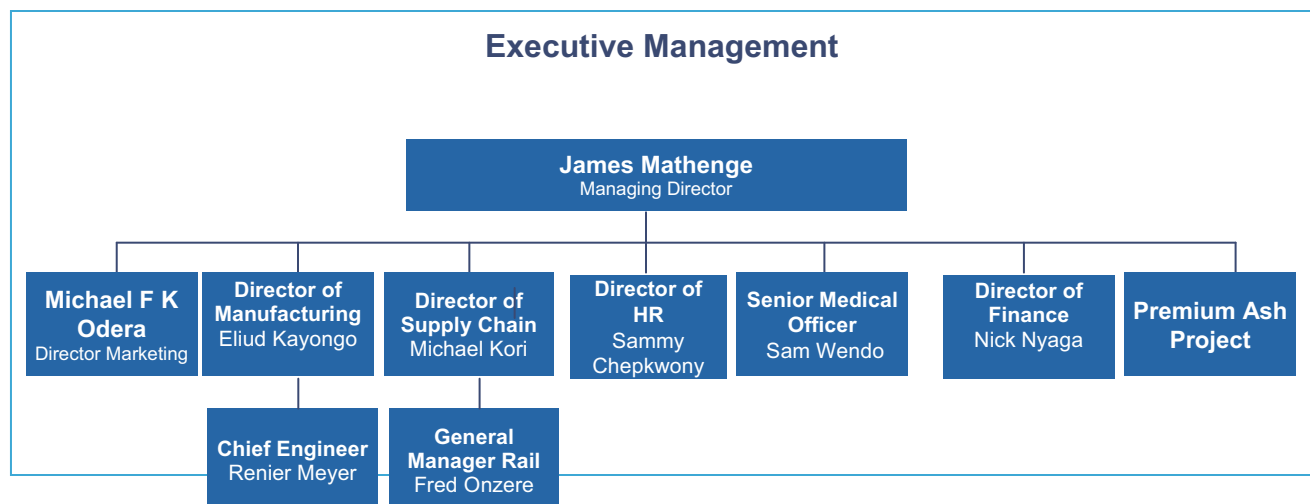 Executive Management
James Mathenge
Managing Director
Michael F K
Odera
Director Marketing
Director of
Manufacturing
Eliud Kayongo
Director of
Supply Chain
Michael Kori
Director of
HR
Sammy
Chepkwony
Senior Medical
Officer
Sam Wendo
Director of
Finance
Nick Nyaga
Premium Ash
Project
Chief Engineer
Renier Meyer
General
Manager Rail
Fred Onzere